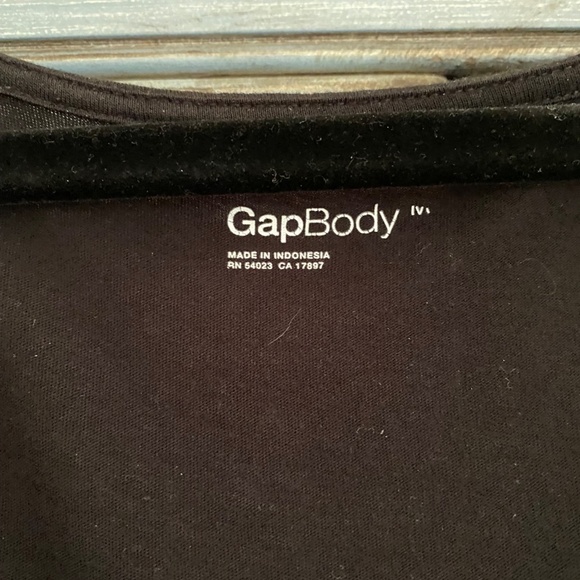 GapBody
MADE IN INDONESIA
RN 54023 CA 17897